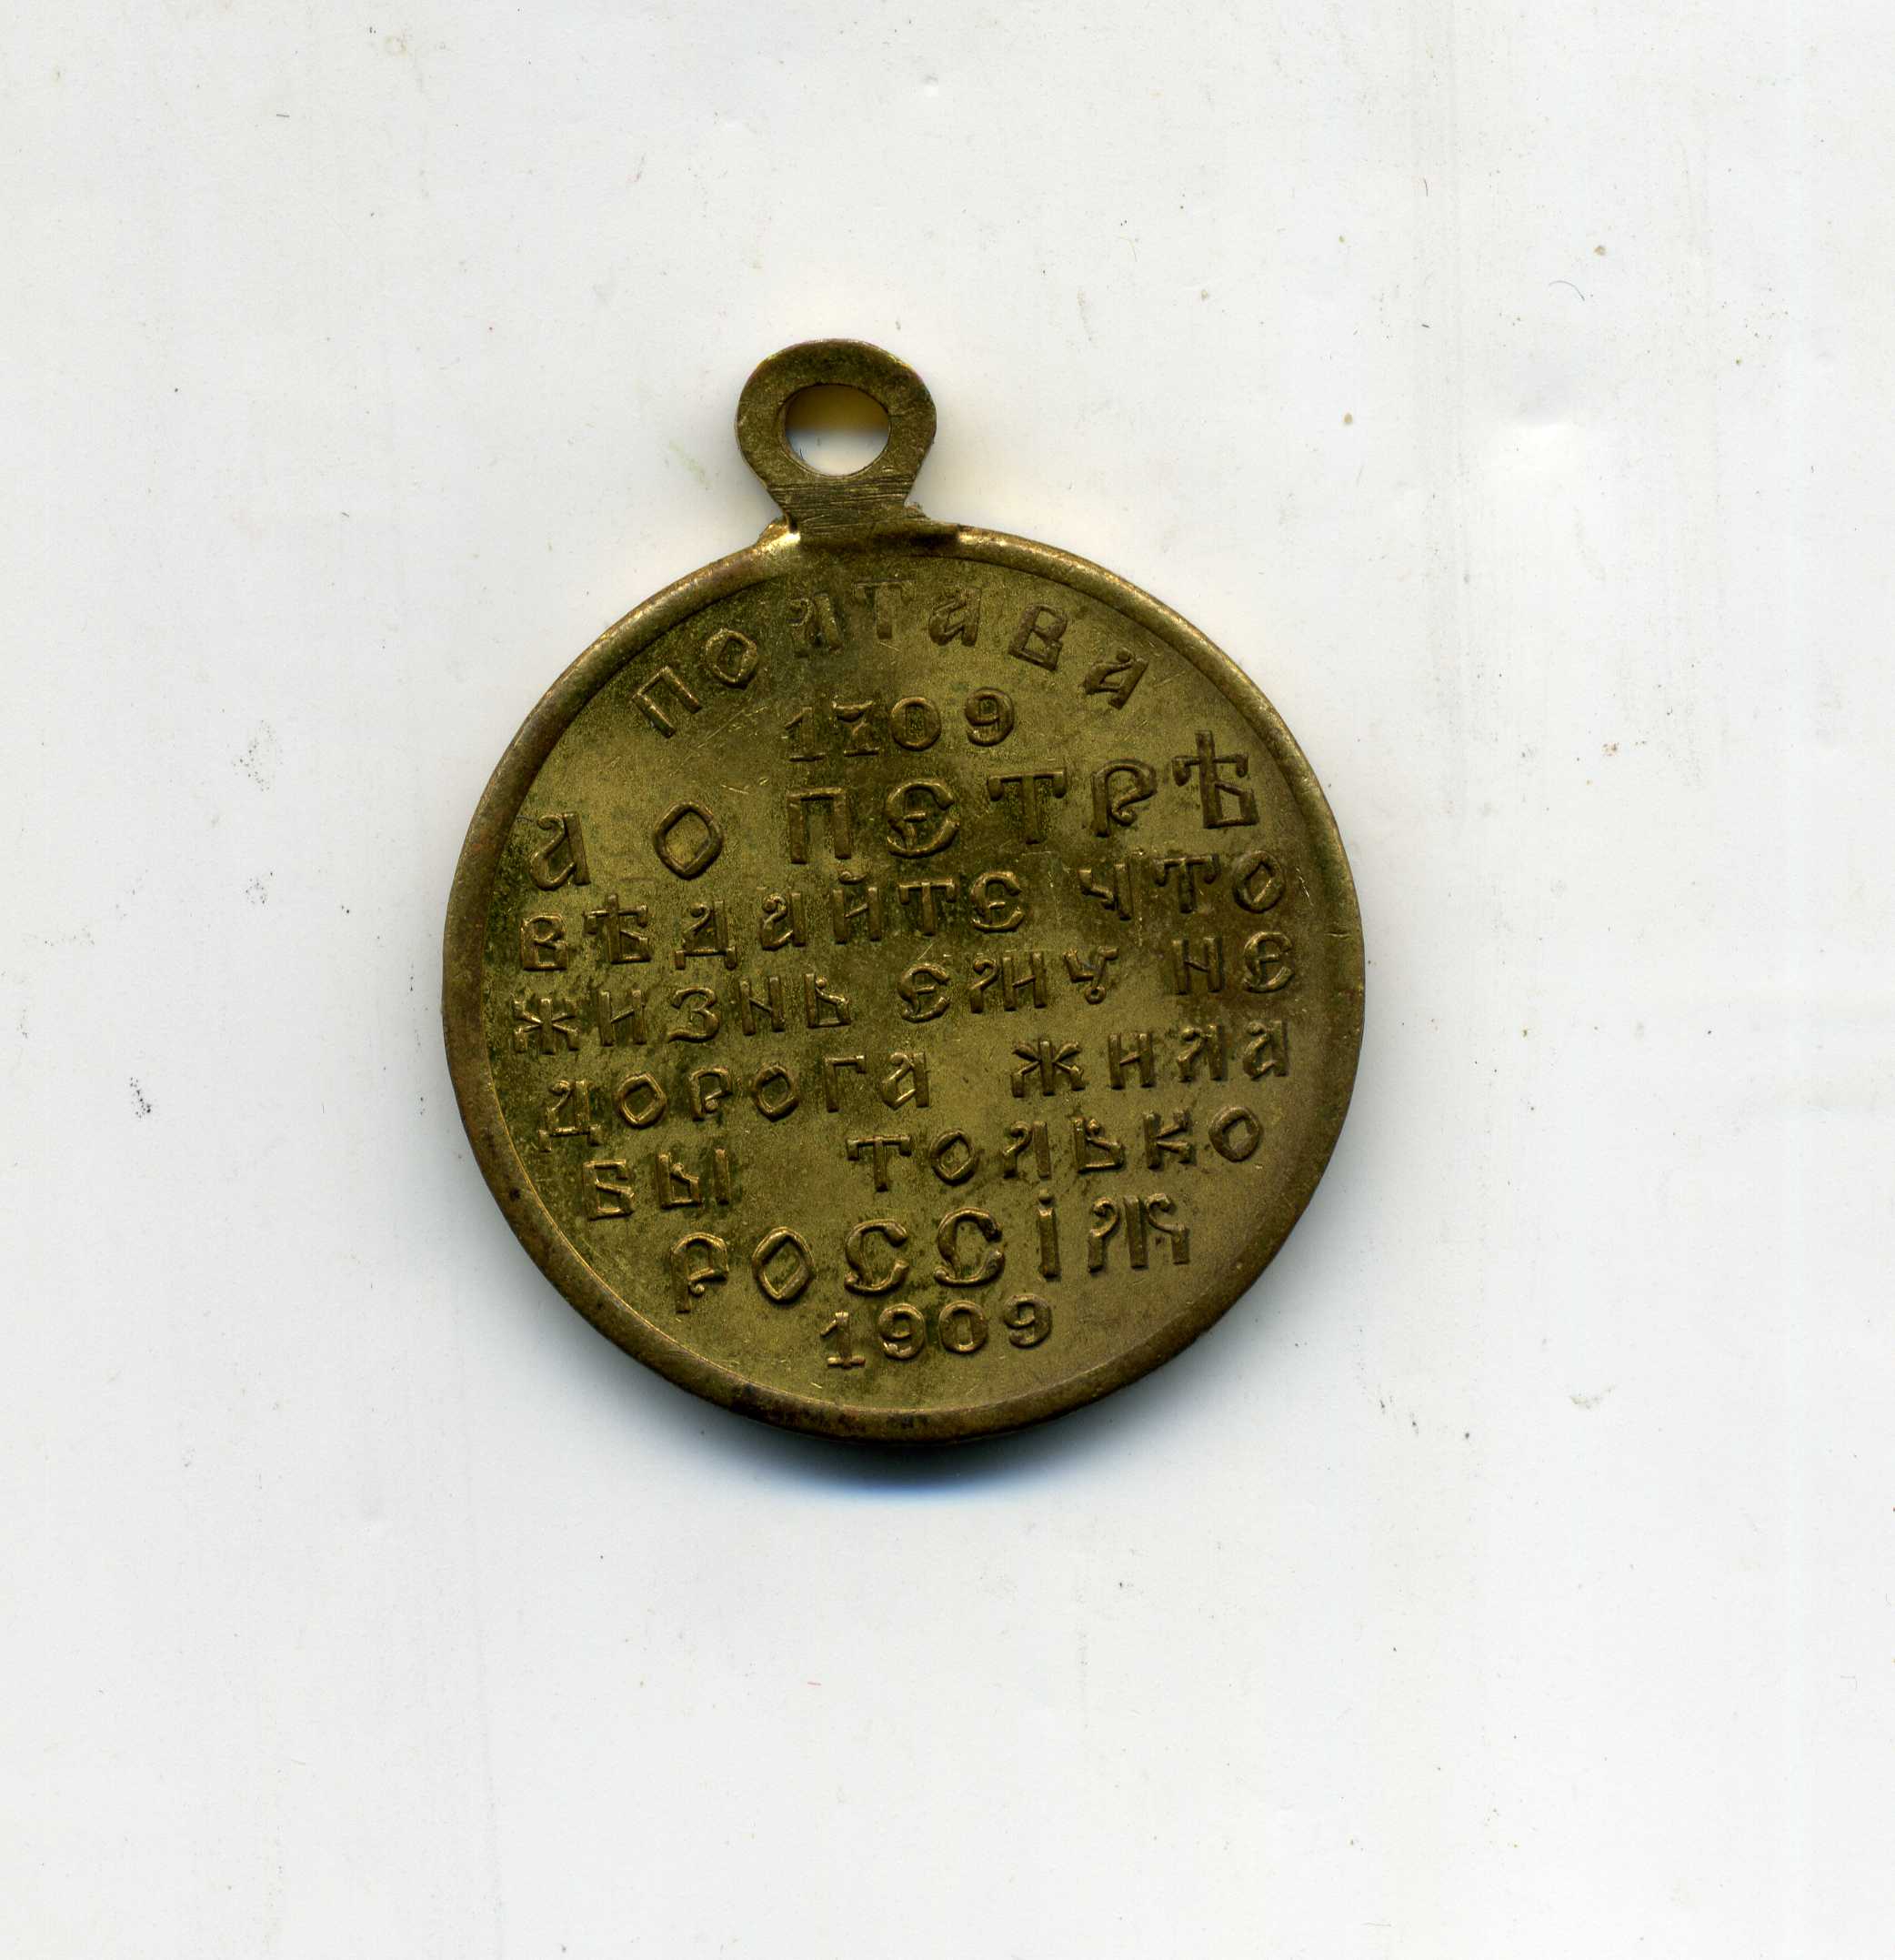 ПОЛТАВА
1709
А О ПЕТРѢ
ВѢДАЙТЕ ЧТО
ЖИЗНЬ ЕМУ НЕ
ДОРОГА ЖИЛА
БЫ ТОЛЬКО
РОССІЯ
1909